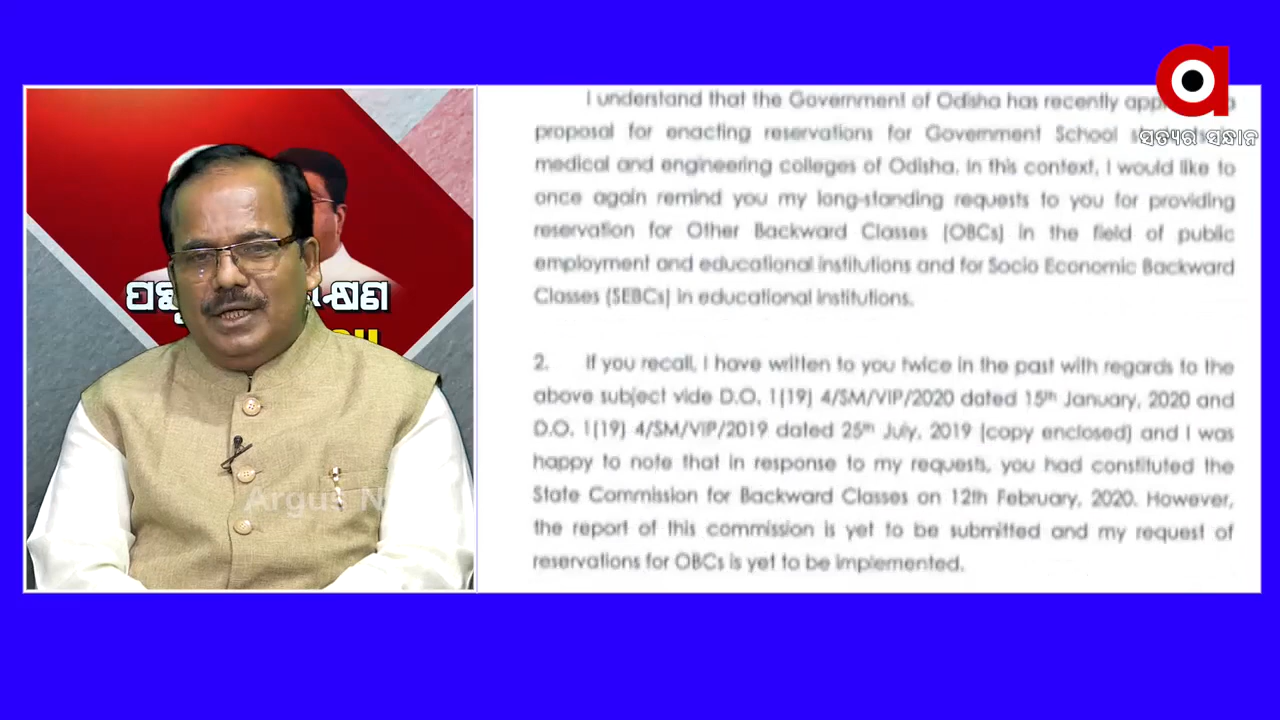 I understand that the Government of Odisha has recently
proposal for enacting reservations for Government School
medical and engineering colleges of Odisha. In this context, I would like to
once again remind you my long-standing requests to you for providing
reservation for Other Backward Classes (OBCs) in the field of public
employment and educational institutions and for Socio Economic Backward
Classes (SEBCs) in educational institutions.
2. If you recall, I have written to you twice in the past with regards to the
above subject vide D.O. 1(19) 4/SM/VIP/2020 dated 15th January, 2020 and
D.O. 1(19) 4/SM/VIP/2019 dated 25th July, 2019 (copy enclosed) and I was
happy to note that in response to my requests, you had constituted the
State Commission for Backward Classes on 12th February, 2020. However,
the report of this commission is yet to be submitted and my request of
reservations for OBCs is yet to be implemented.
ସତ୍ୟର ସନ୍ଧାନ
Argus